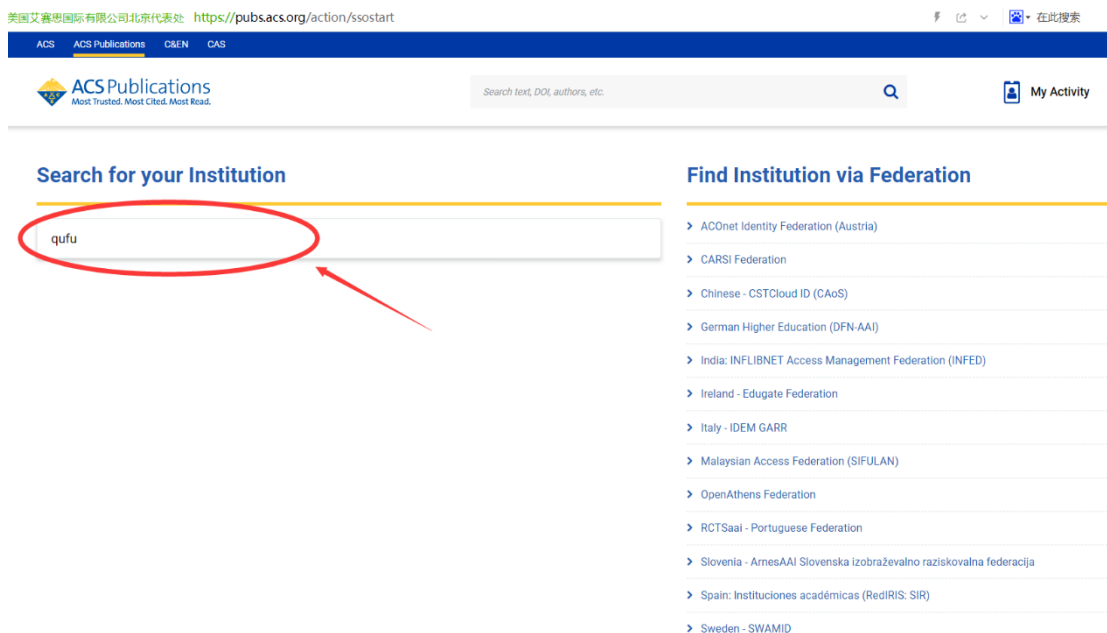 美国艾赛思国际有限公司北京代表处 https://pubs.acs.org/action/ssostart 在此搜索
ACS ACS Publications C&EN CAS
ACS Publications
Most Trusted. Most Cited. Most Read.
Search text, DOI, authors, etc.
My Activity
Search for your Institution
qufu
Find Institution via Federation
ACOnet Identity Federation (Austria)
CARSI Federation
Chinese - CSTCloud ID (CAoS)
German Higher Education (DFN-AAI)
India: INFLIBNET Access Management Federation (INFED)
Ireland - Edugate Federation
Italy - IDEM GARR
Malaysian Access Federation (SIFULAN)
OpenAthens Federation
RCTSaai - Portuguese Federation
Slovenia - ArnesAAI Slovenska izobraževalno raziskovalna federacija
Spain: Instituciones académicas (RedIRIS: SIR)
Sweden - SWAMID